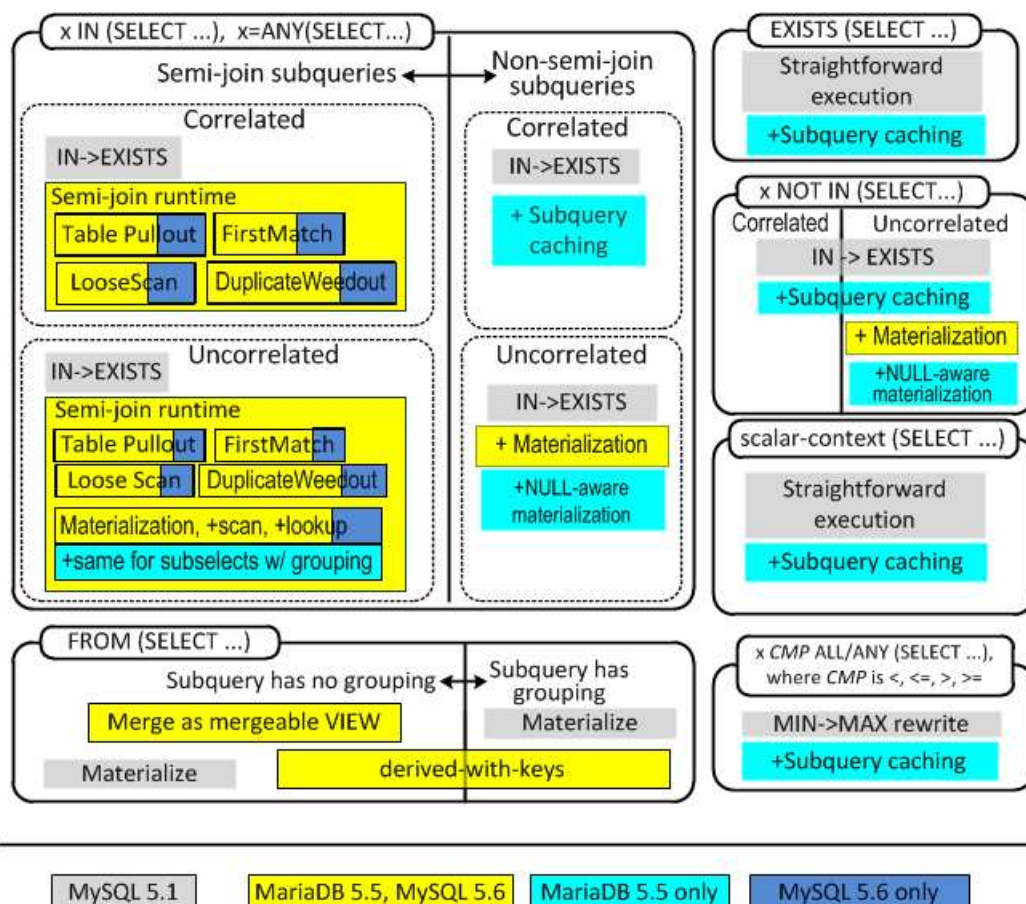 x IN (SELECT ...), x=ANY(SELECT...)
Semi-join subqueries
Non-semi-join
subqueries
Correlated
IN->EXISTS
Semi-join runtime
Table Pullout
FirstMatch
LooseScan
DuplicateWeedout
Correlated
IN->EXISTS
+ Subquery
caching
Uncorrelated
IN->EXISTS
Semi-join runtime
Table Pullout
FirstMatch
Loose Scan
DuplicateWeedout
Materialization, +scan, +lookup
+same for subselects w/ grouping
Uncorrelated
IN->EXISTS
+ Materialization
+NULL-aware
materialization
EXISTS (SELECT ...)
Straightforward
execution
+Subquery caching
x NOT IN (SELECT...)
Correlated
Uncorrelated
IN -> EXISTS
+Subquery caching
+ Materialization
+NULL-aware
materialization
scalar-context (SELECT ...)
Straightforward
execution
+Subquery caching
FROM (SELECT ...)
Subquery has no grouping
Subquery has
grouping
Merge as mergeable VIEW
Materialize
Materialize
derived-with-keys
x CMP ALL/ANY (SELECT ...),
where CMP is <, <=, >, >=
MIN->MAX rewrite
+Subquery caching
MySQL 5.1
MariaDB 5.5, MySQL 5.6
MariaDB 5.5 only
MySQL 5.6 only